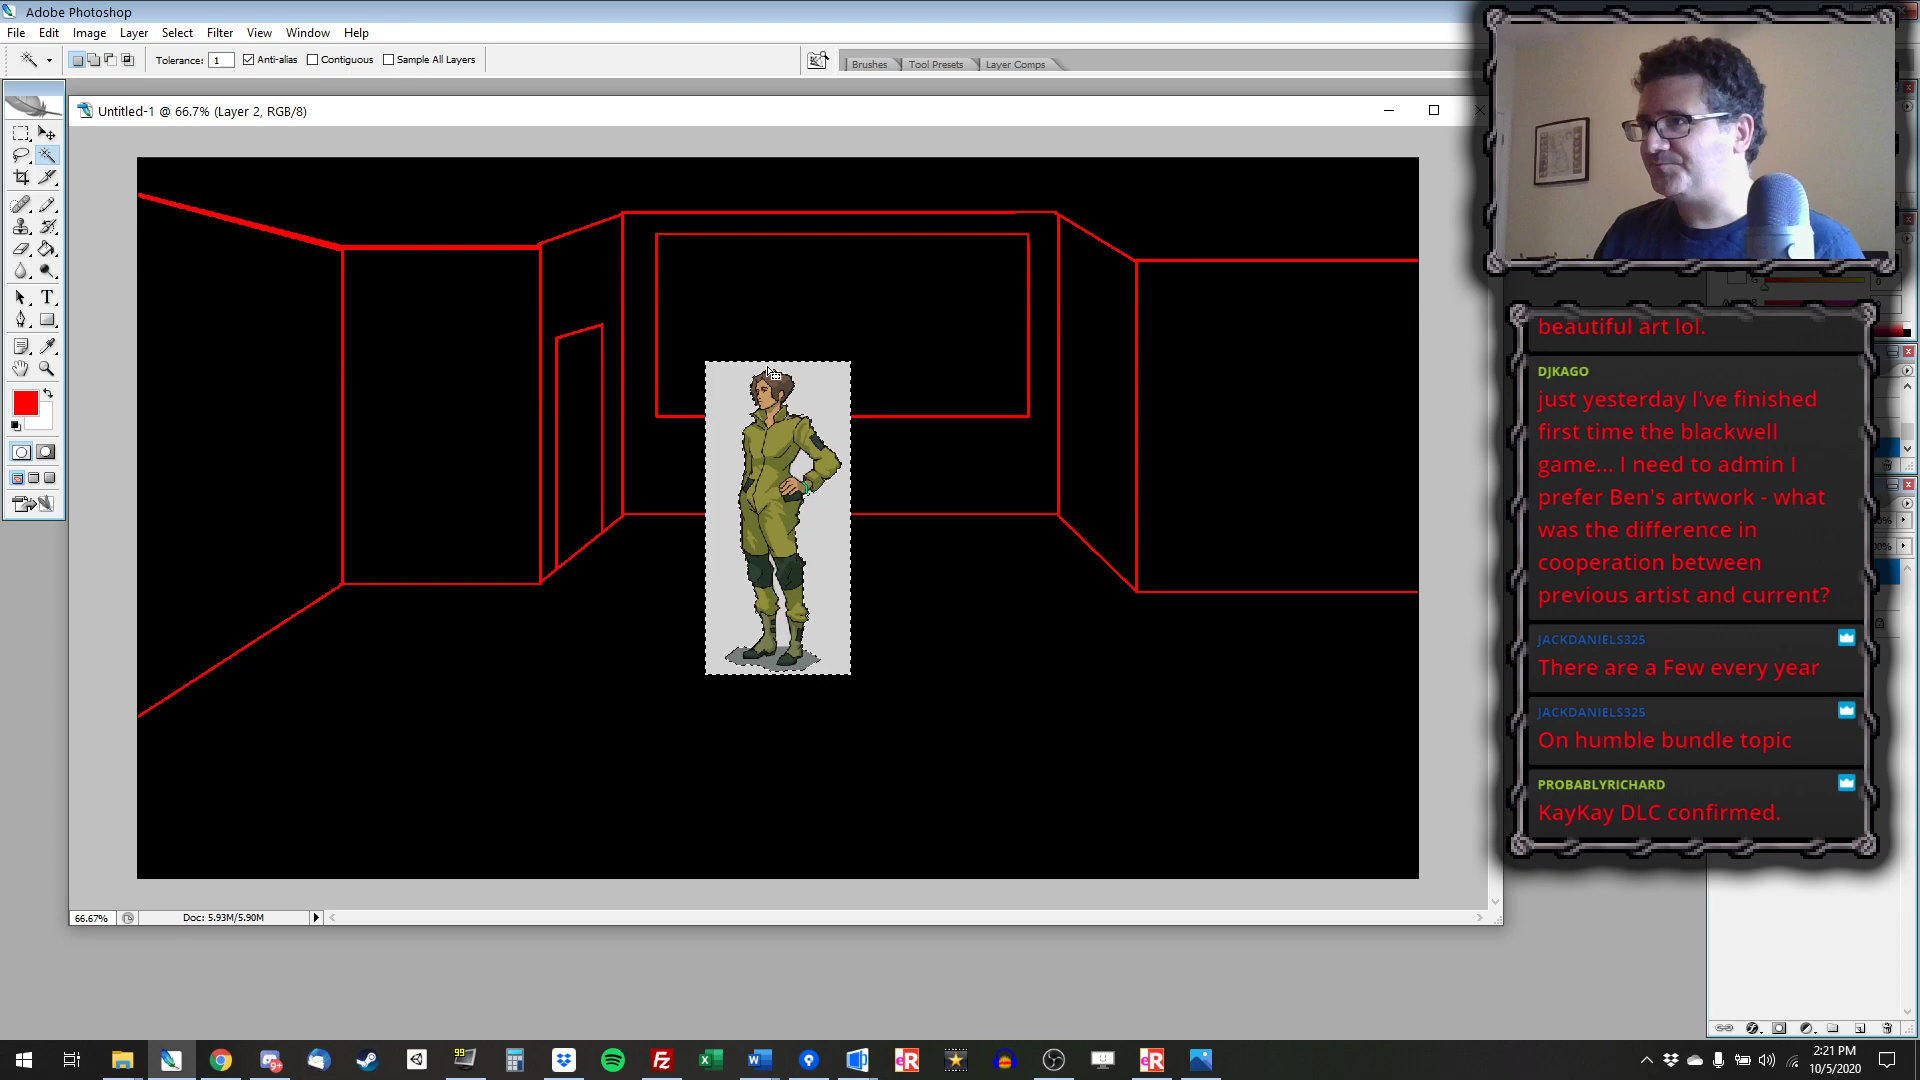 Adobe Photoshop
File Edit Image Layer Select Filter View Window Help
Tolerance: 1 Anti-alias Contiguous Sample All Layers
Brushes Tool Presets Layer Comps
Untitled-1 @ 66.7% (Layer 2, RGB/8)
beautiful art lol.
DJKAGO
just yesterday I've finished
first time the blackwell
game... I need to admin I
prefer Ben's artwork - what
was the difference in
cooperation between
previous artist and current?
JACKDANIELS325
There are a Few every year
JACKDANIELS325
On humble bundle topic
PROBABLYRICHARD
KayKay DLC confirmed.
66.67% Doc: 5.93M/5.90M
2:21 PM
10/5/2020